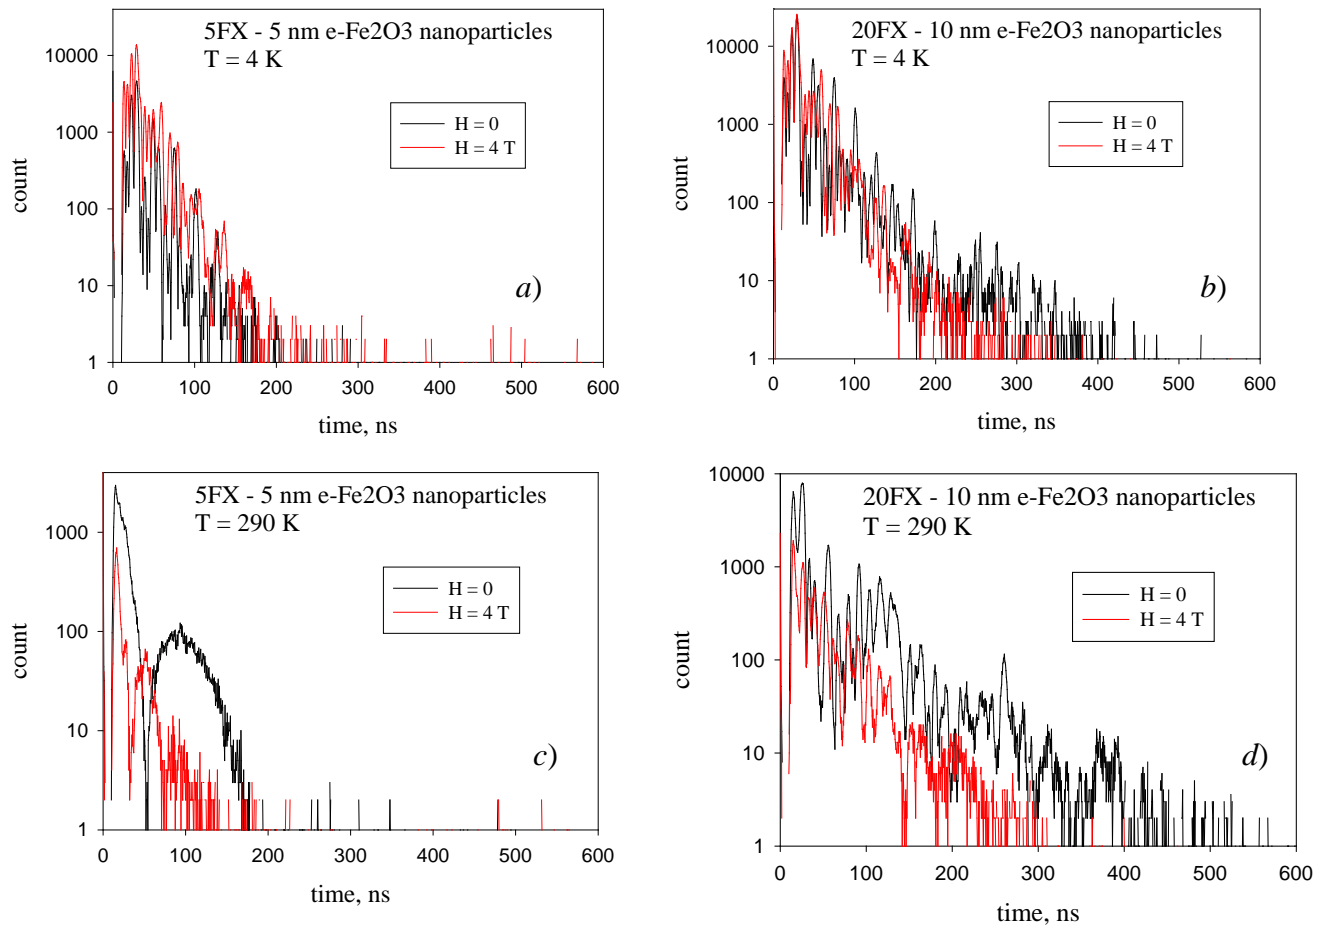 5FX - 5 nm e-Fe2O3 nanoparticles
T = 4 K
H = 0
H = 4 T
a)
count
10000
1000
100
10
1
0 100 200 300 400 500 600
time, ns
20FX - 10 nm e-Fe2O3 nanoparticles
T = 4 K
H = 0
H = 4 T
b)
count
10000
1000
100
10
1
0 100 200 300 400 500 600
time, ns
5FX - 5 nm e-Fe2O3 nanoparticles
T = 290 K
H = 0
H = 4 T
c)
count
1000
100
10
1
0 100 200 300 400 500 600
time, ns
20FX - 10 nm e-Fe2O3 nanoparticles
T = 290 K
H = 0
H = 4 T
d)
count
10000
1000
100
10
1
0 100 200 300 400 500 600
time, ns